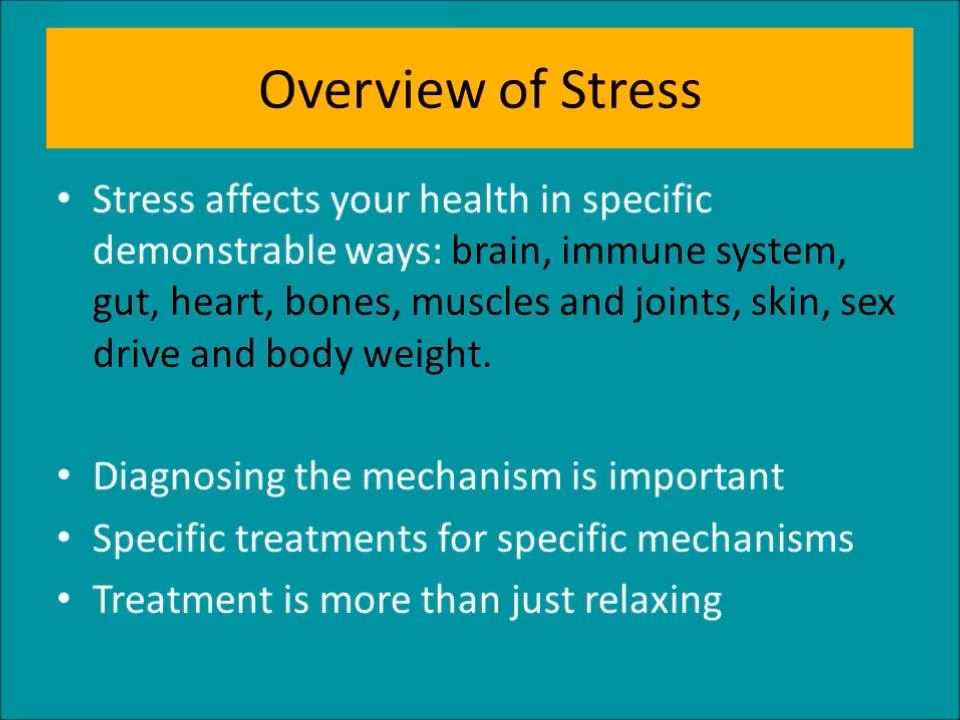 Overview of Stress
• Stress affects your health in specific
demonstrable ways: brain, immune system,
gut, heart, bones, muscles and joints, skin, sex
drive and body weight.
• Diagnosing the mechanism is important
• Specific treatments for specific mechanisms
• Treatment is more than just relaxing